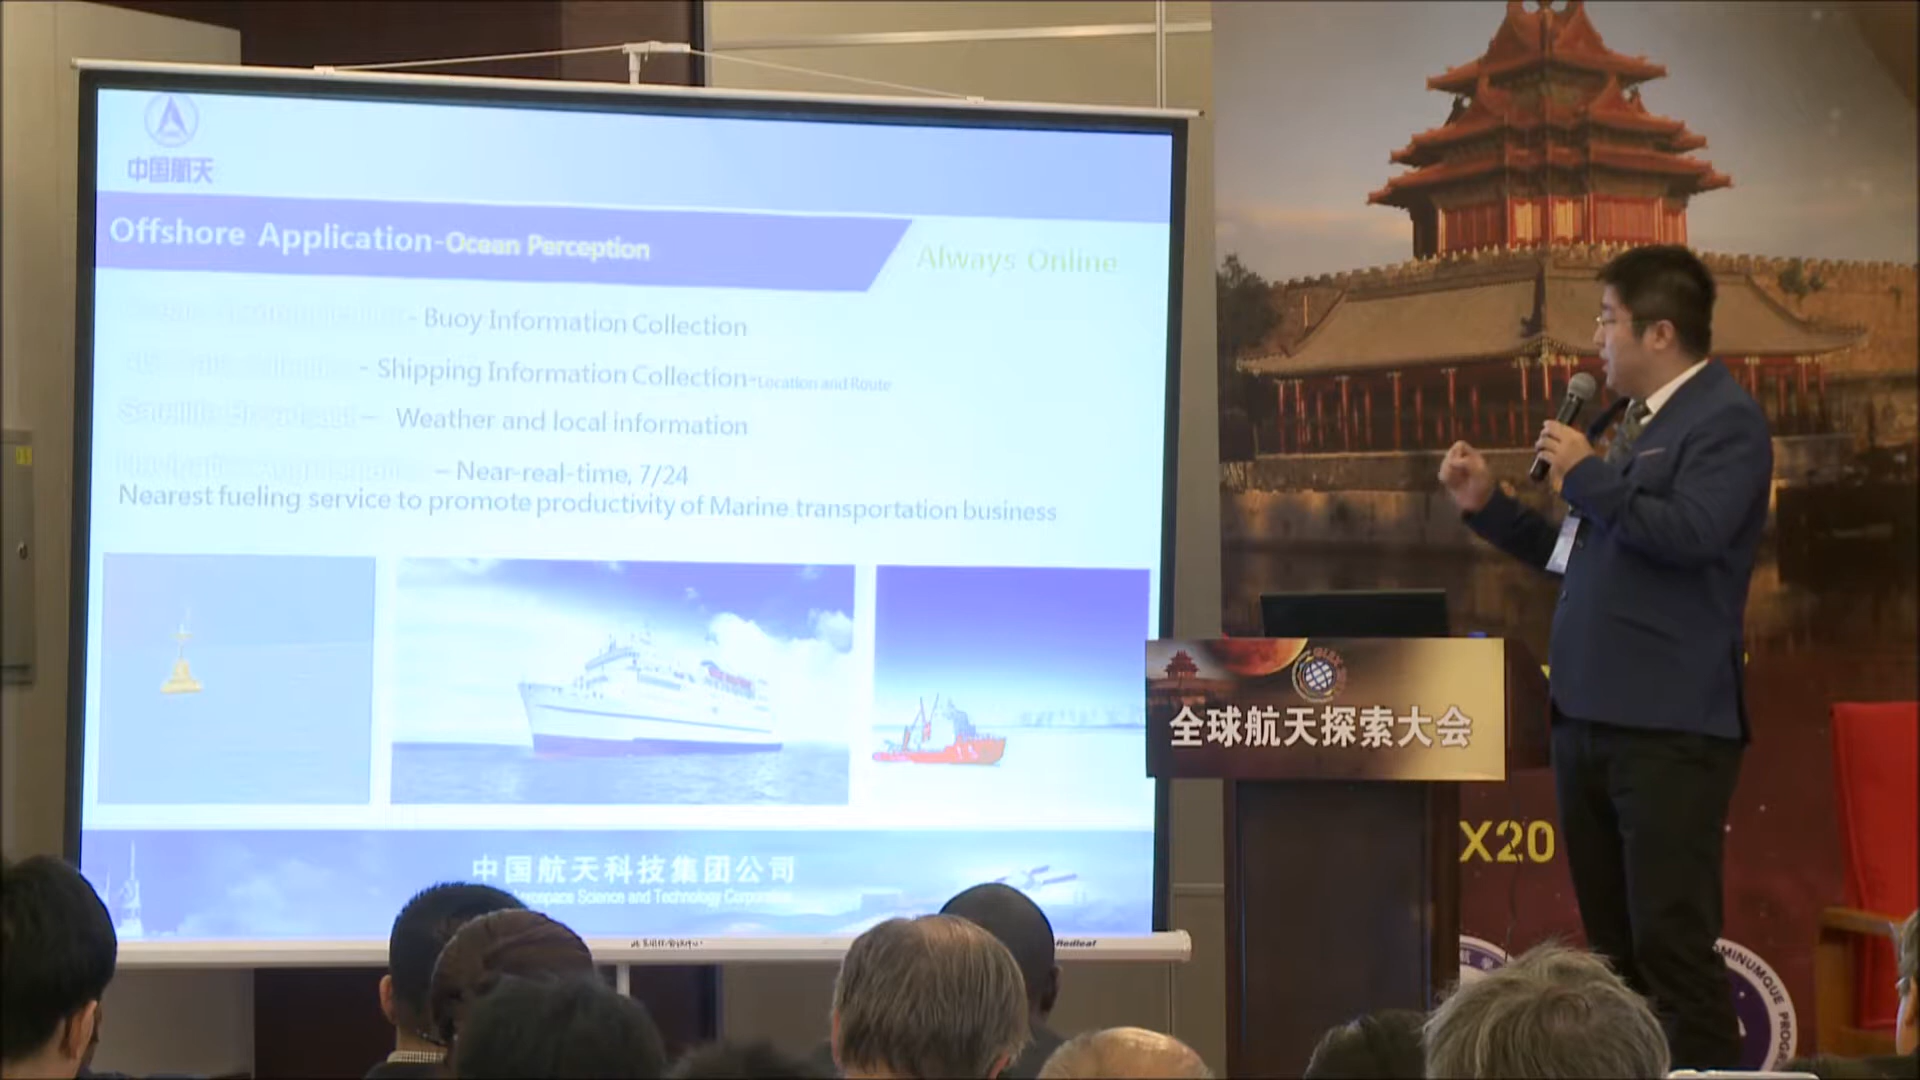 中国航天
Offshore Application-Ocean Perception
Always Online
- Buoy Information Collection
- Shipping Information Collection-Location and Route
– Weather and local information
– Near-real-time, 7/24
Nearest fueling service to promote productivity of Marine transportation business
中国航天科技集团公司
Aerospace Science and Technology Corporation
Redleaf
全球航天探索大会
X20
OMINUMQUE PROGR